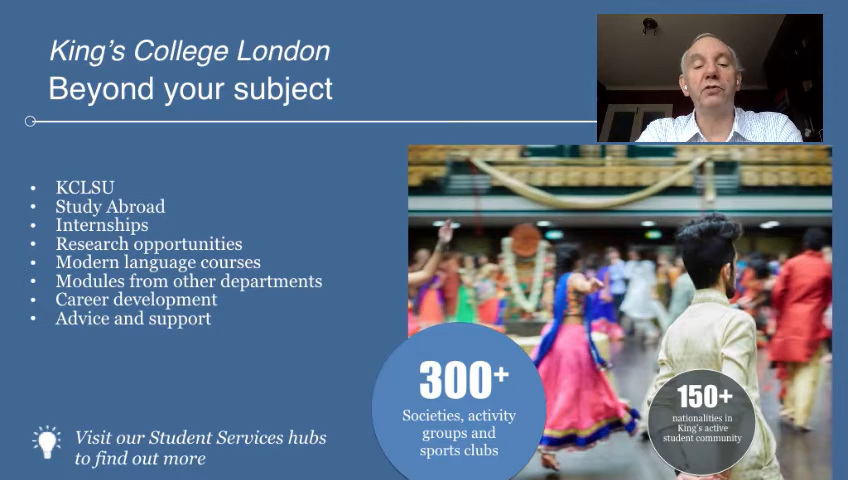 King's College London
Beyond your subject
• KCLSU
• Study Abroad
• Internships
• Research opportunities
• Modern language courses
• Modules from other departments
• Career development
• Advice and support
Visit our Student Services hubs
to find out more
300+
Societies, activity
groups and
sports clubs
150+
nationalities in
King's active
student community